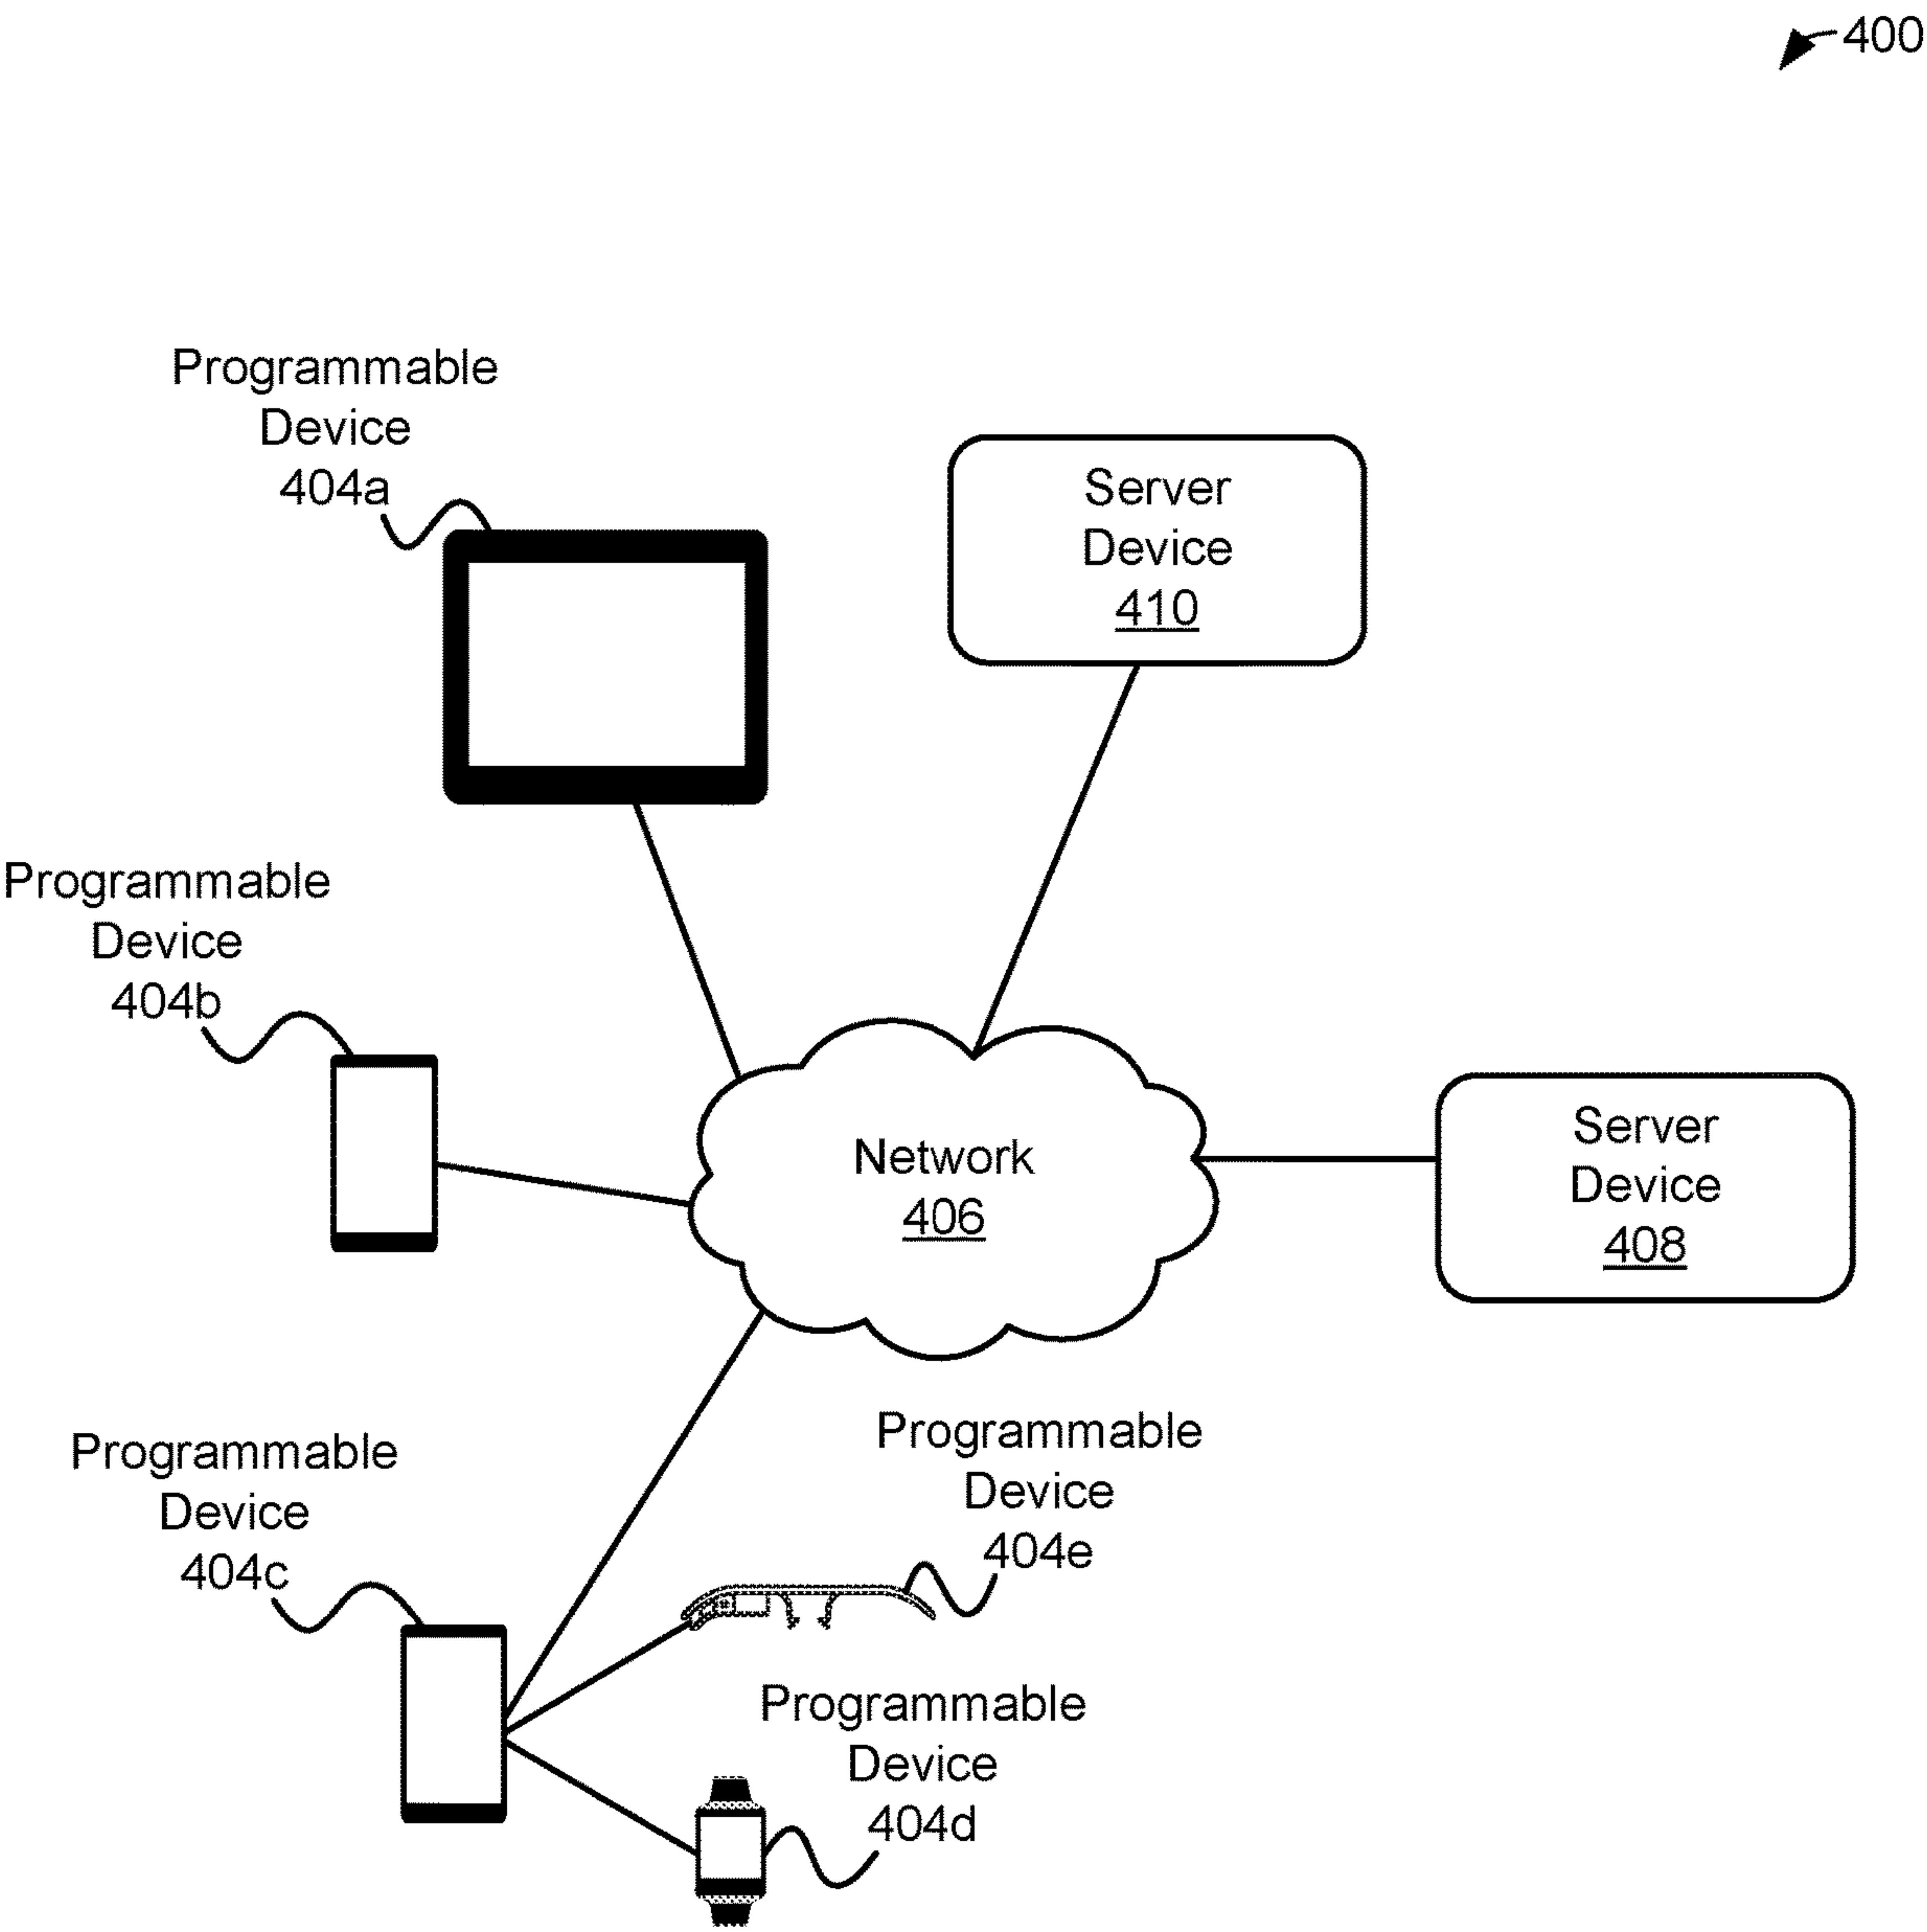 400
Programmable
Device
404a
Server
Device
410
Programmable
Device
404b
Network
406
Server
Device
408
Programmable
Device
404c
Programmable
Device
404e
Programmable
Device
404d